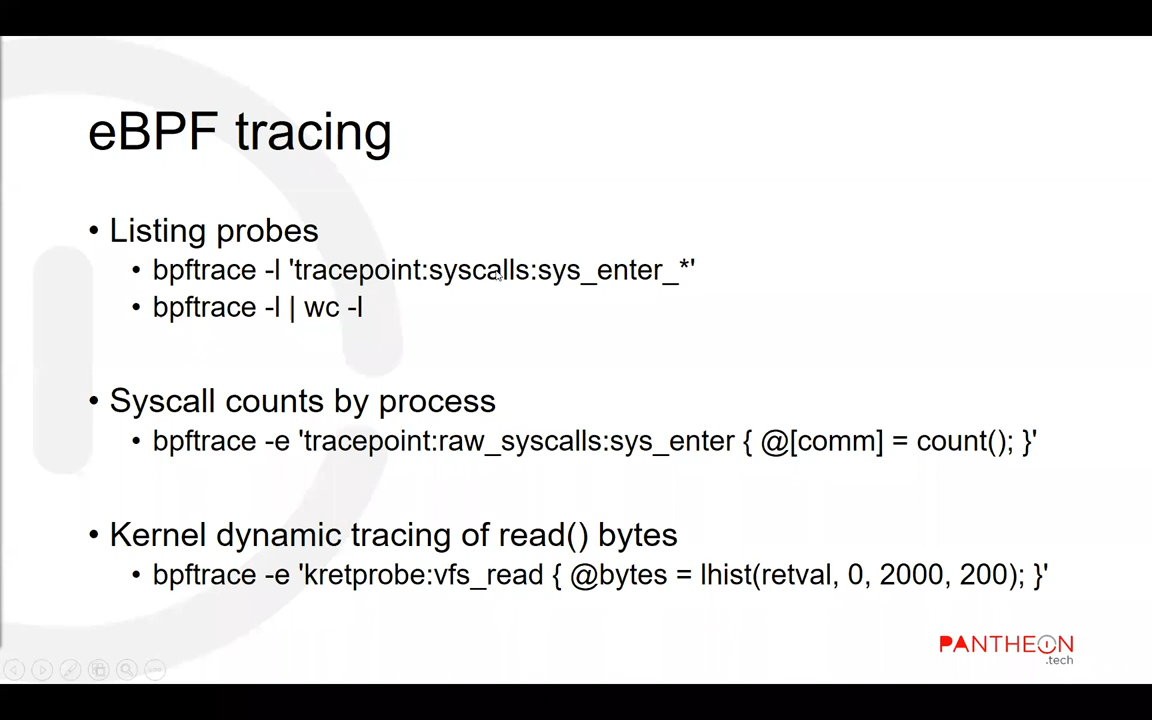 eBPF tracing
• Listing probes
• bpftrace -l 'tracepoint:syscalls:sys_enter_*'
• bpftrace -l | wc -l
• Syscall counts by process
• bpftrace -e 'tracepoint:raw_syscalls:sys_enter { @[comm] = count(); }'
• Kernel dynamic tracing of read() bytes
• bpftrace -e 'kretprobe:vfs_read { @bytes = lhist(retval, 0, 2000, 200); }'
PANTHEON
.tech